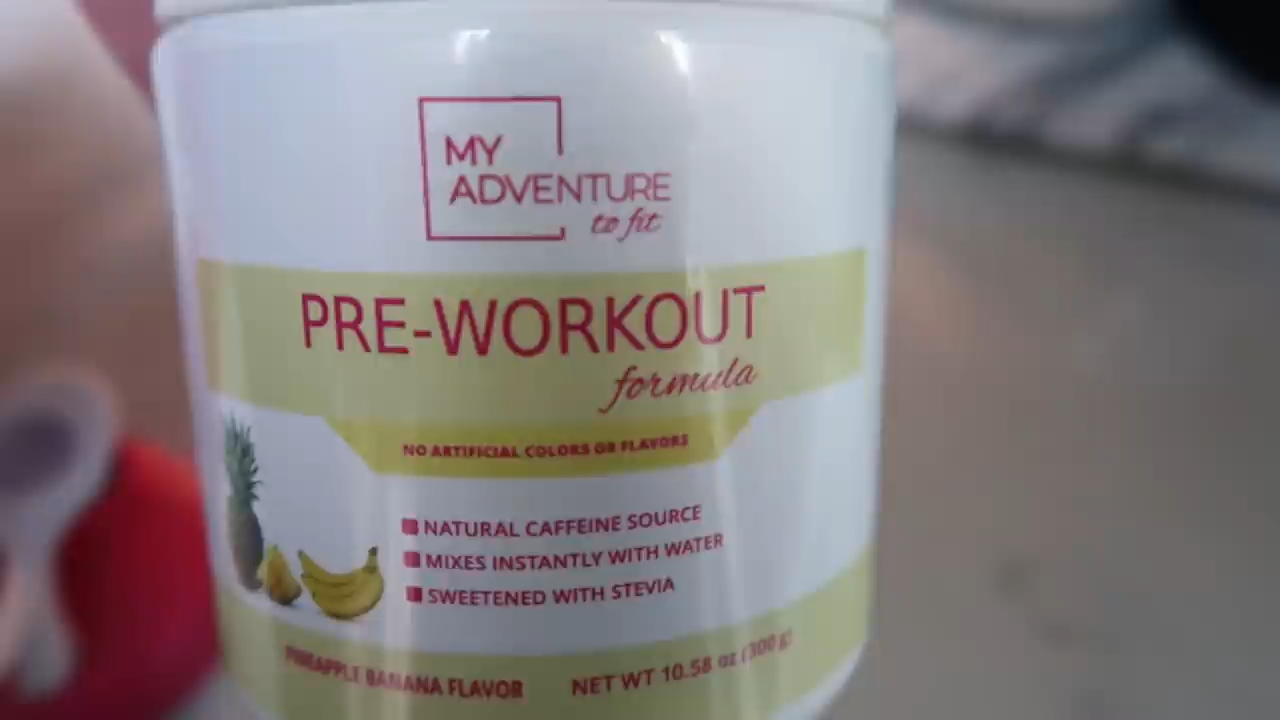 MY
ADVENTURE
to fit
PRE-WORKOUT
formula
NO ARTIFICIAL COLORS OR FLAVORS
NATURAL CAFFEINE SOURCE
MIXES INSTANTLY WITH WATER
SWEETENED WITH STEVIA
PINEAPPLE BANANA FLAVOR
NET WT 10.58 oz (300 g)